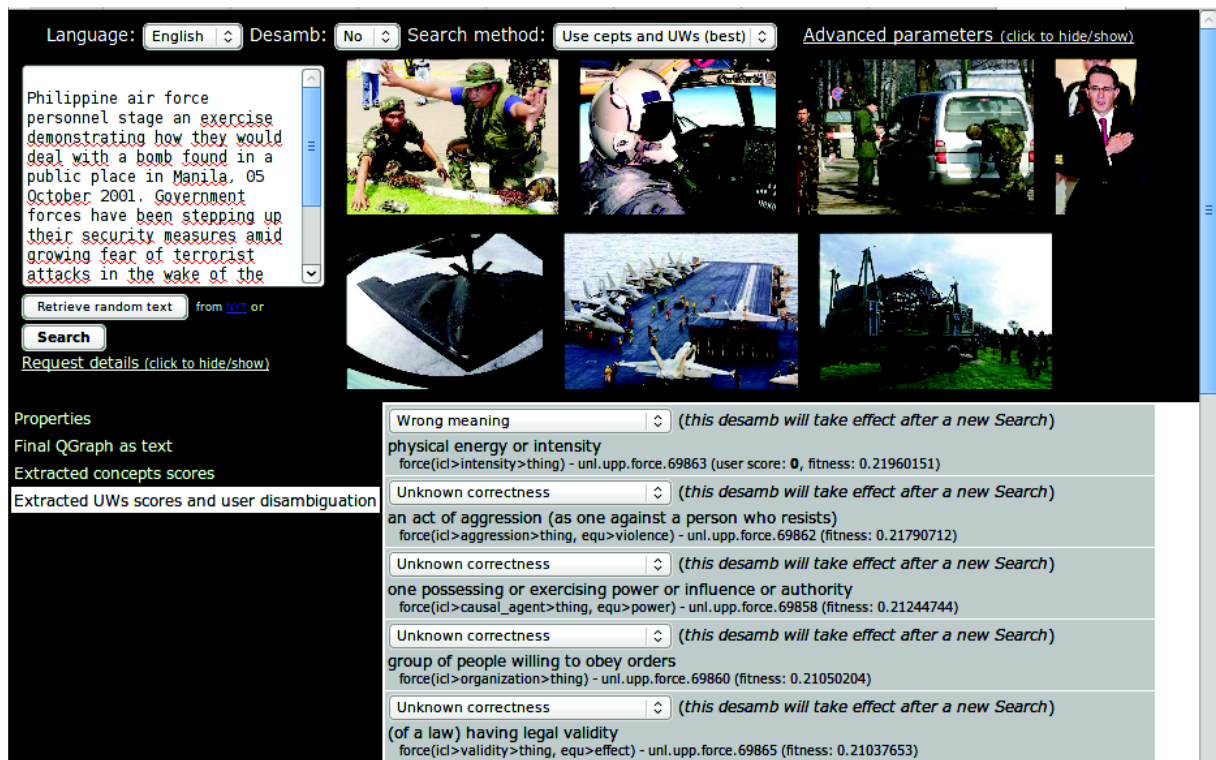 Language: English Desamb: No Search method: Use cepts and UWs (best) Advanced parameters (click to hide/show)
Philippine air force
personnel stage an exercise
demonstrating how they would
deal with a bomb found in a
public place in Manila, 05
October 2001. Government
forces have been stepping up
their security measures amid
growing fear of terrorist
attacks in the wake of the
Retrieve random text from NYT or
Search
Request details (click to hide/show)
Properties
Final QGraph as text
Extracted concepts scores
Extracted UWs scores and user disambiguation
Wrong meaning (this desamb will take effect after a new Search)
physical energy or intensity
force(icl>intensity>thing) - unl.upp.force.69863 (user score: 0, fitness: 0.21960151)
Unknown correctness (this desamb will take effect after a new Search)
an act of aggression (as one against a person who resists)
force(icl>aggression>thing, equ>violence) - unl.upp.force.69862 (fitness: 0.21790712)
Unknown correctness (this desamb will take effect after a new Search)
one possessing or exercising power or influence or authority
force(icl>causal_agent>thing, equ>power) - unl.upp.force.69858 (fitness: 0.21244744)
Unknown correctness (this desamb will take effect after a new Search)
group of people willing to obey orders
force(icl>organization>thing) - unl.upp.force.69860 (fitness: 0.21050204)
Unknown correctness (this desamb will take effect after a new Search)
(of a law) having legal validity
force(icl>validity>thing, equ>effect) - unl.upp.force.69865 (fitness: 0.21037653)